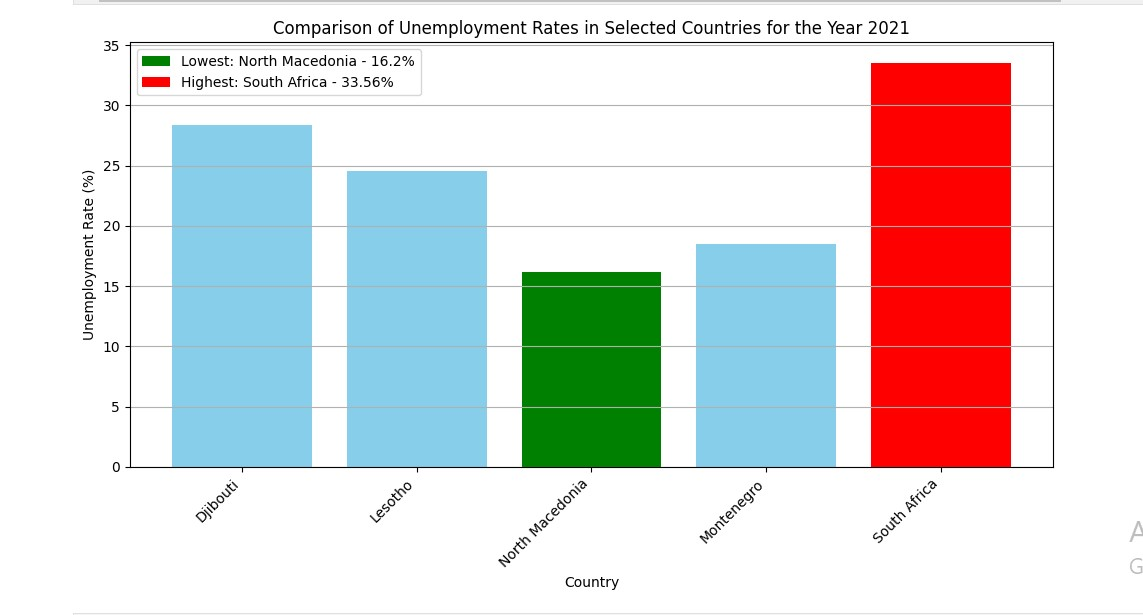 Comparison of Unemployment Rates in Selected Countries for the Year 2021
Lowest: North Macedonia - 16.2%
Highest: South Africa - 33.56%
35
30
25
20
15
10
5
0
Unemployment Rate (%)
Djibouti
Lesotho
North Macedonia
Montenegro
South Africa
Country